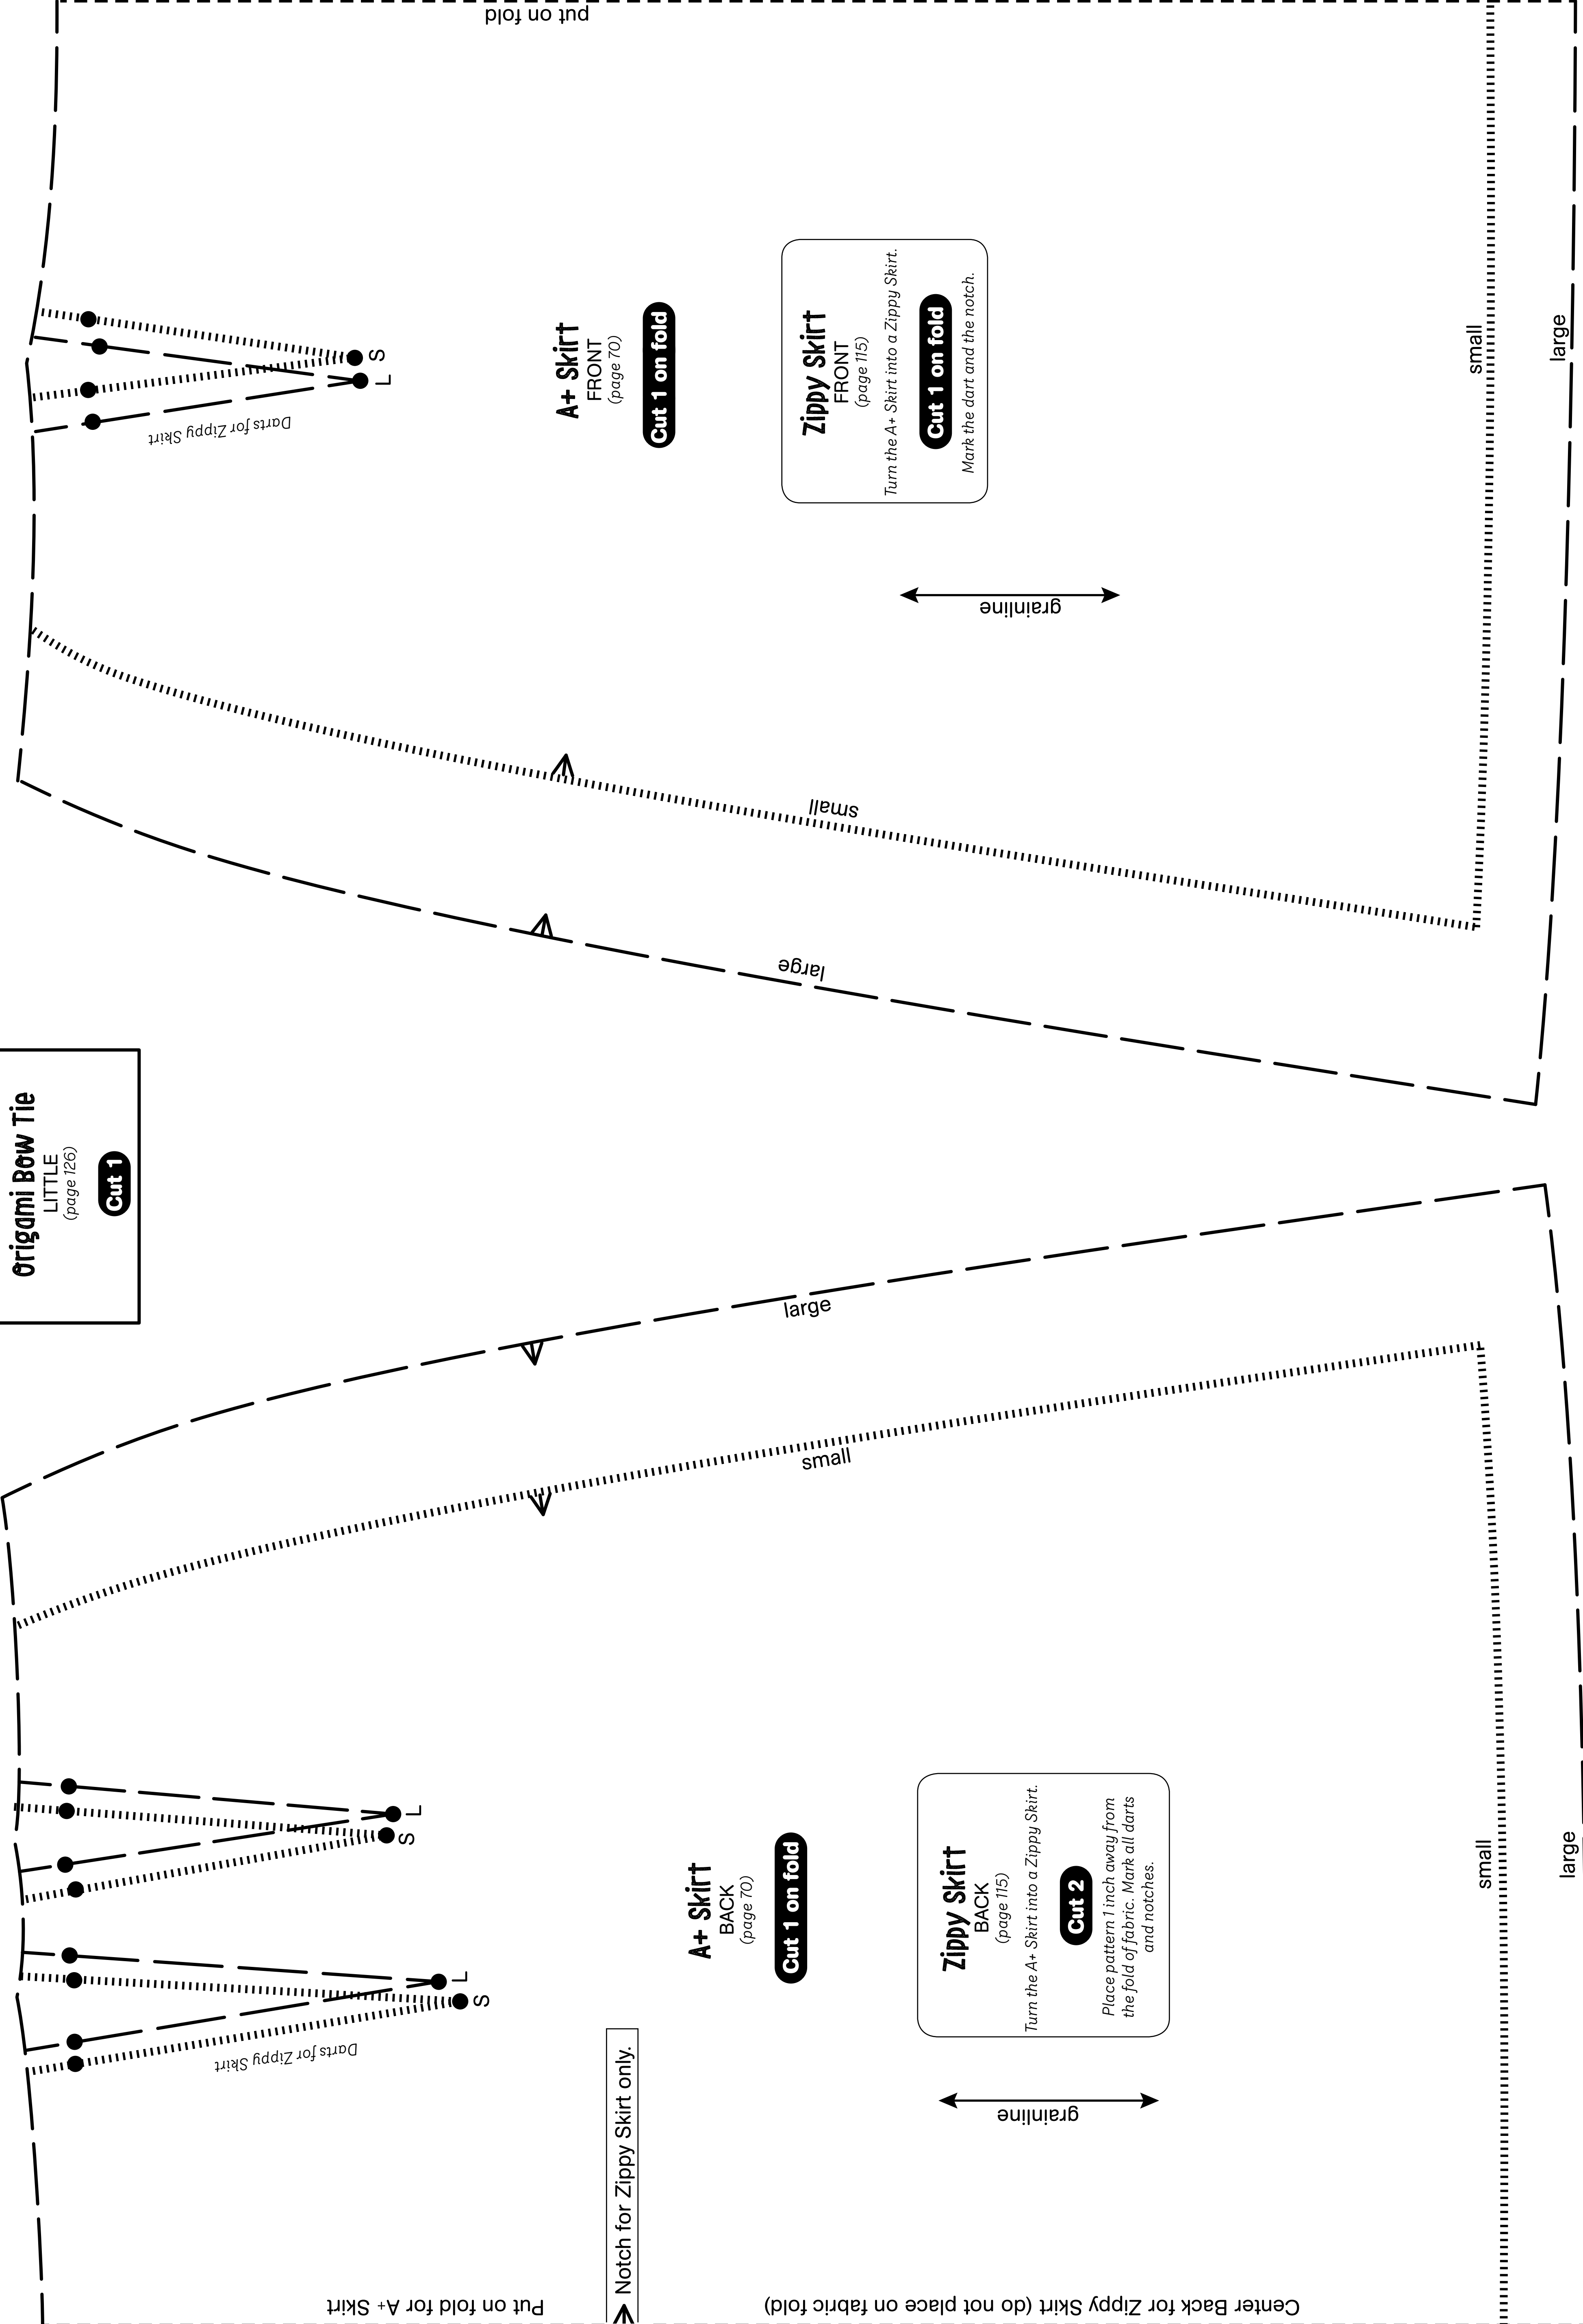 put on fold
S
L
Darts for Zippy Skirt
A+ Skirt
FRONT
(page 70)
Cut 1 on fold
Zippy Skirt
FRONT
(page 115)
Turn the A+ Skirt into a Zippy Skirt.
Cut 1 on fold
Mark the dart and the notch.
grainline
small
large
small
large
Origami Bow Tie
LITTLE
(page 126)
Cut 1
large
small
L
S
L
S
Darts for Zippy Skirt
A+ Skirt
BACK
(page 70)
Cut 1 on fold
Zippy Skirt
BACK
(page 115)
Turn the A+ Skirt into a Zippy Skirt.
Cut 2
Place pattern 1 inch away from
the fold of fabric. Mark all darts
and notches.
grainline
small
large
Notch for Zippy Skirt only.
Put on fold for A+ Skirt
Center Back for Zippy Skirt (do not place on fabric fold)